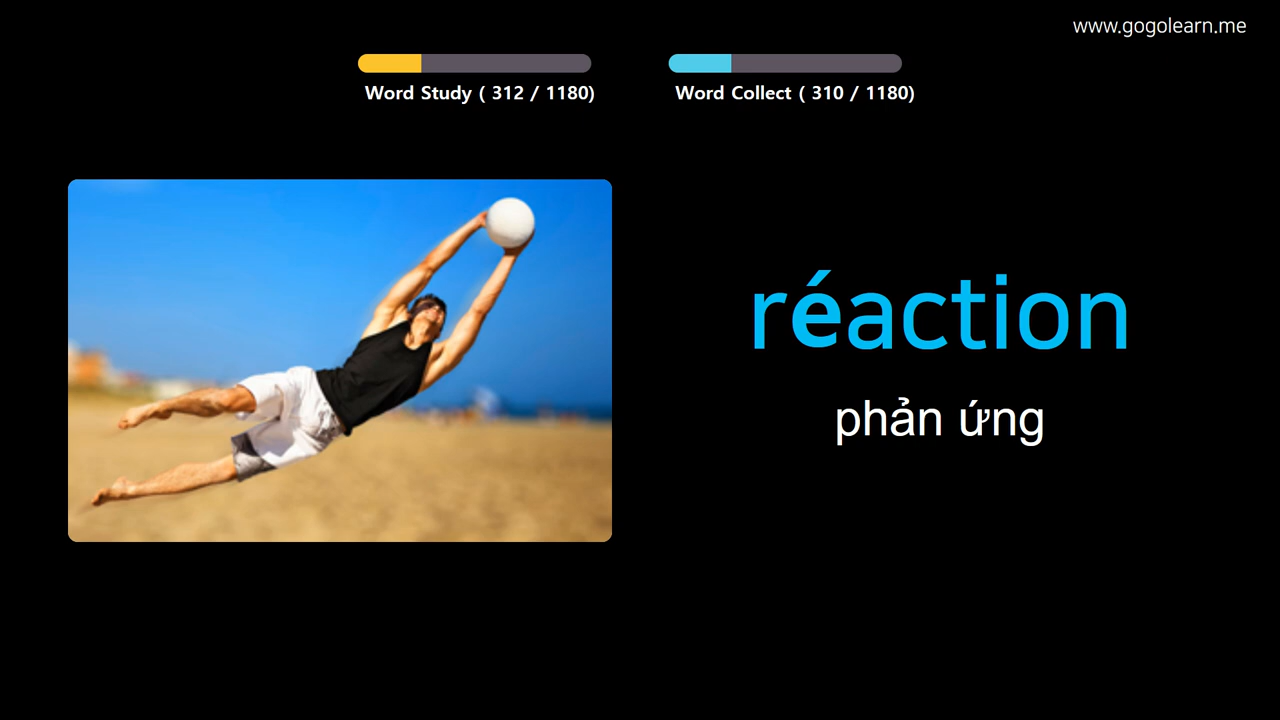 www.gogolearn.me
Word Study ( 312 / 1180)
Word Collect ( 310 / 1180)
réaction
phản ứng